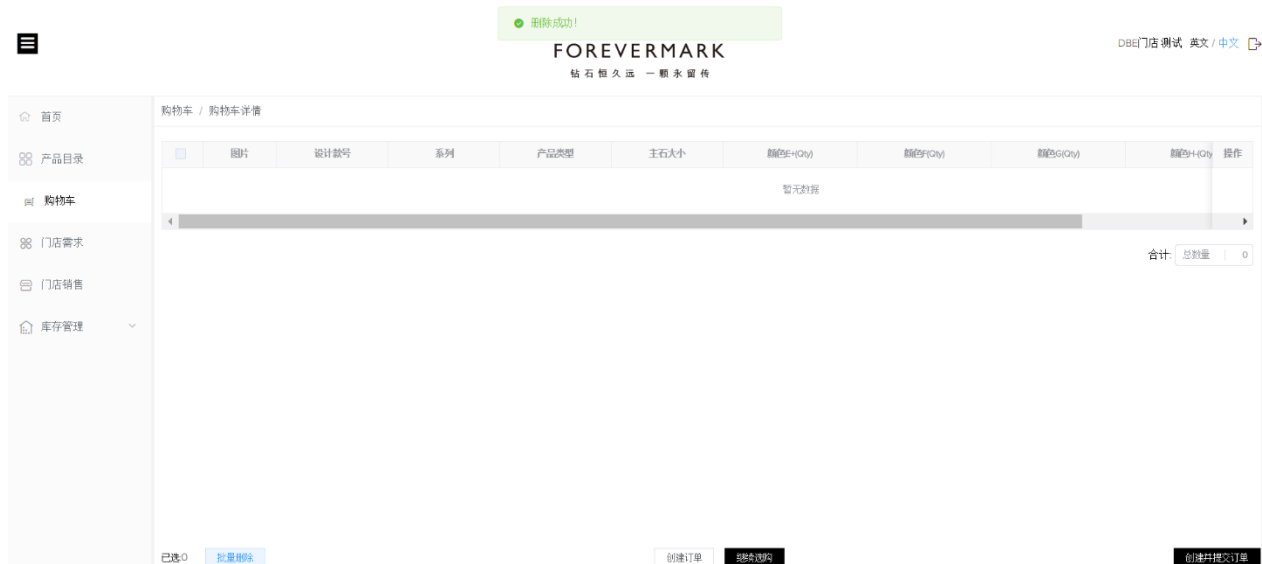 删除成功!
FOREVERMARK
钻石恒久远 一颗永留传
DBE门店测试 英文 / 中文
首页
产品目录
购物车
门店需求
门店销售
库存管理
购物车 / 购物车详情
图片 设计款号 系列 产品类型 主石大小 颜色E+(Qty) 颜色F(Qty) 颜色G(Qty) 颜色H-(Qty 操作
暂无数据
合计: 总数量 0
已选:0 批量删除 创建订单 继续选购 创建并提交订单